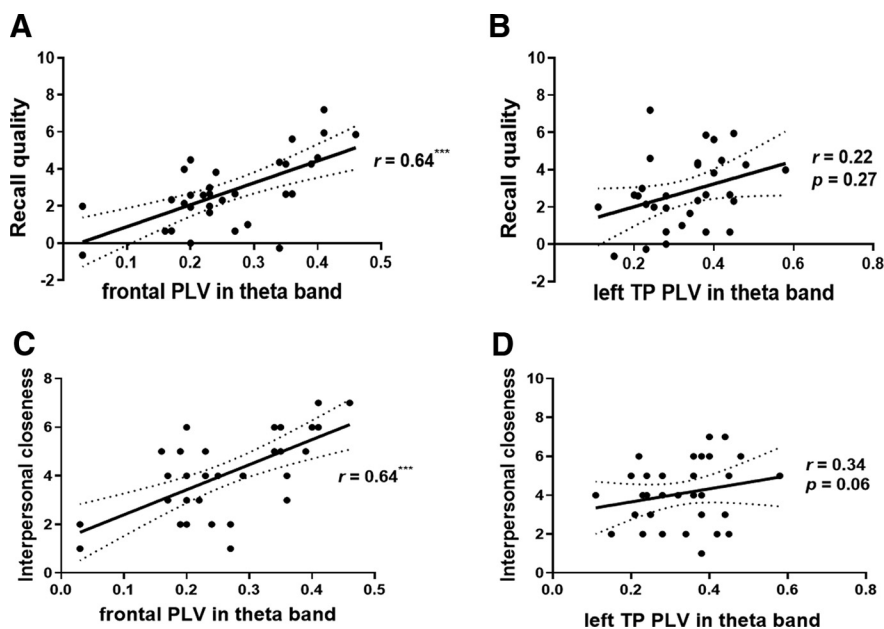 A
Recall quality
10
8
6
4
2
0
-2
0.1 0.2 0.3 0.4 0.5
frontal PLV in theta band
r = 0.64***
B
Recall quality
10
8
6
4
2
0
-2
0.2 0.4 0.6 0.8
left TP PLV in theta band
r = 0.22
p = 0.27
C
Interpersonal closeness
8
6
4
2
0
0.0 0.1 0.2 0.3 0.4 0.5
frontal PLV in theta band
r = 0.64***
D
Interpersonal closeness
10
8
6
4
2
0
0.0 0.2 0.4 0.6 0.8
left TP PLV in theta band
r = 0.34
p = 0.06